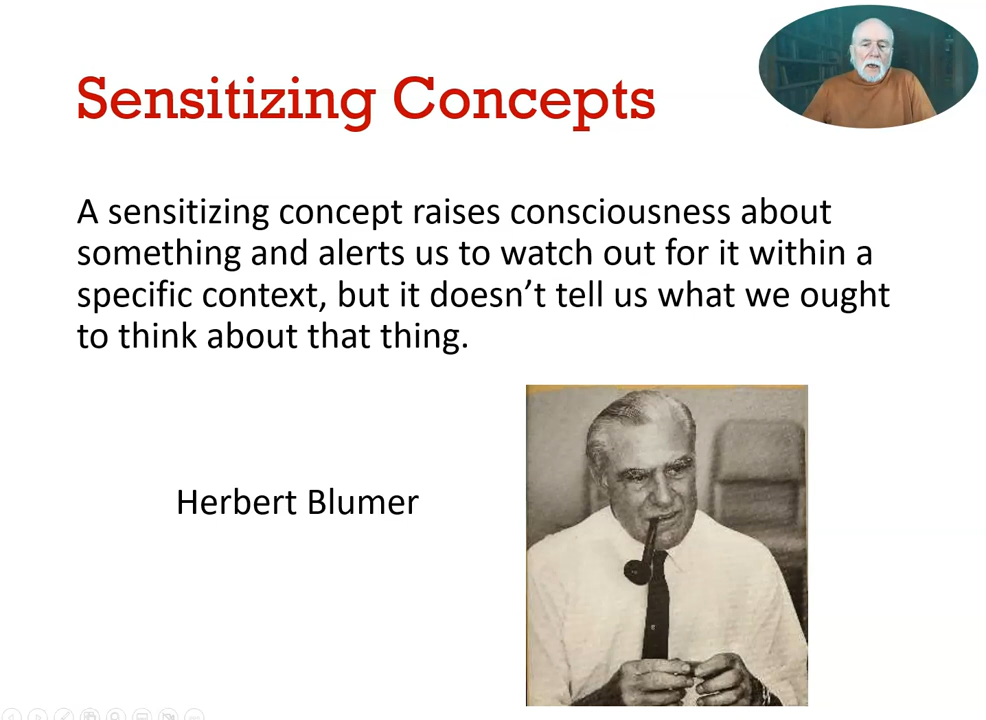 Sensitizing Concepts
A sensitizing concept raises consciousness about
something and alerts us to watch out for it within a
specific context, but it doesn’t tell us what we ought
to think about that thing.
Herbert Blumer